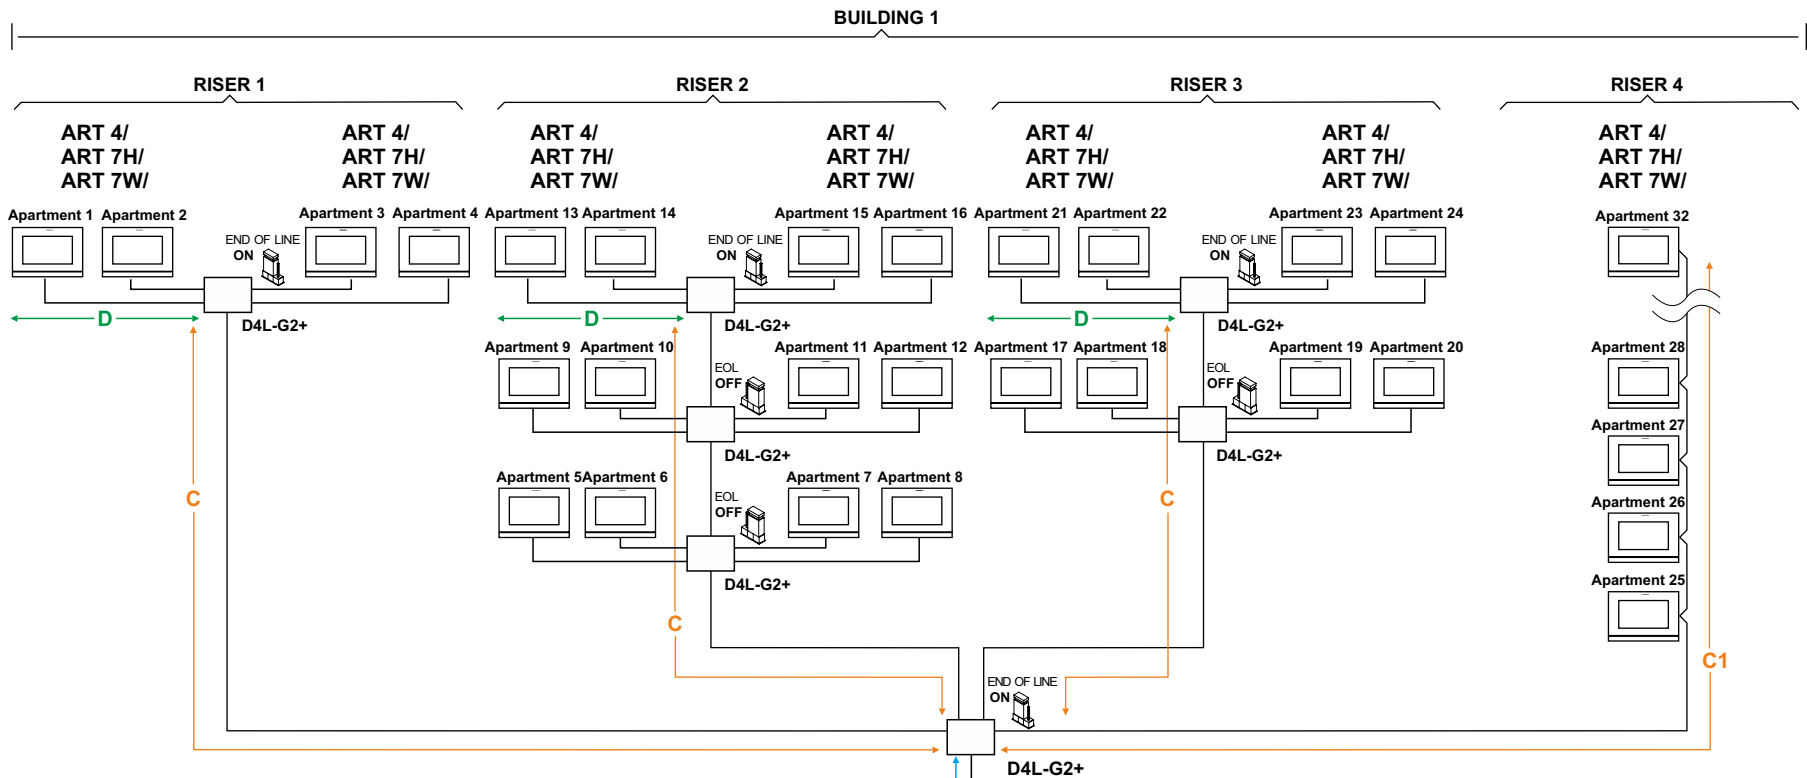 BUILDING 1
RISER 1
RISER 2
RISER 3
RISER 4
ART 4/
ART 7H/
ART 7W/
ART 4/
ART 7H/
ART 7W/
ART 4/
ART 7H/
ART 7W/
ART 4/
ART 7H/
ART 7W/
ART 4/
ART 7H/
ART 7W/
ART 4/
ART 7H/
ART 7W/
ART 4/
ART 7H/
ART 7W/
Apartment 1
Apartment 2
Apartment 3
Apartment 4
Apartment 13
Apartment 14
Apartment 15
Apartment 16
Apartment 21
Apartment 22
Apartment 23
Apartment 24
Apartment 32
END OF LINE
ON
END OF LINE
ON
END OF LINE
ON
D
D4L-G2+
D
D4L-G2+
D
D4L-G2+
Apartment 9
Apartment 10
Apartment 11
Apartment 12
Apartment 17
Apartment 18
Apartment 19
Apartment 20
Apartment 28
EOL
OFF
EOL
OFF
D4L-G2+
D4L-G2+
Apartment 27
Apartment 5
Apartment 6
Apartment 7
Apartment 8
EOL
OFF
C
C
Apartment 26
D4L-G2+
Apartment 25
C
C1
END OF LINE
ON
D4L-G2+